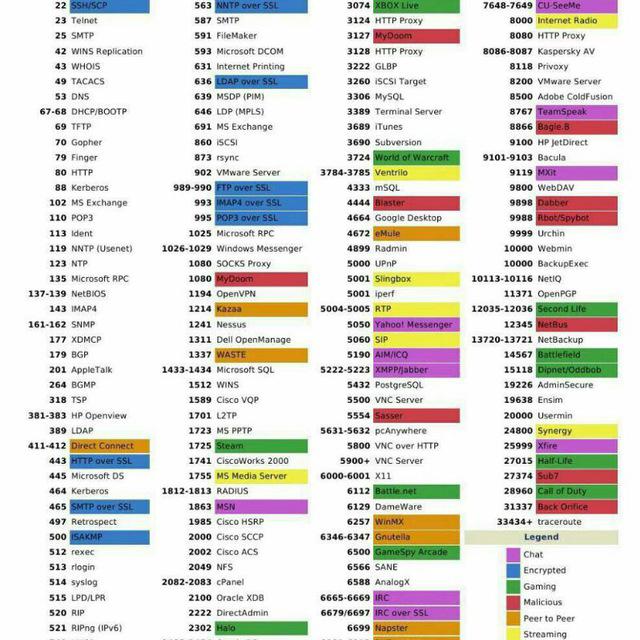 22 SSH/SCP
23 Telnet
25 SMTP
42 WINS Replication
43 WHOIS
49 TACACS
53 DNS
67-68 DHCP/BOOTP
69 TFTP
70 Gopher
79 Finger
80 HTTP
88 Kerberos
102 MS Exchange
110 POP3
113 Ident
119 NNTP (Usenet)
123 NTP
135 Microsoft RPC
137-139 NetBIOS
143 IMAP4
161-162 SNMP
177 XDMCP
179 BGP
201 AppleTalk
264 BGMP
318 TSP
381-383 HP Openview
389 LDAP
411-412 Direct Connect
443 HTTP over SSL
445 Microsoft DS
464 Kerberos
465 SMTP over SSL
497 Retrospect
500 ISAKMP
512 rexec
513 rlogin
514 syslog
515 LPD/LPR
520 RIP
521 RIPng (IPv6)
563 NNTP over SSL
587 SMTP
591 FileMaker
593 Microsoft DCOM
631 Internet Printing
636 LDAP over SSL
639 MSDP (PIM)
646 LDP (MPLS)
691 MS Exchange
860 iSCSI
873 rsync
902 VMware Server
989-990 FTP over SSL
993 IMAP4 over SSL
995 POP3 over SSL
1025 Microsoft RPC
1026-1029 Windows Messenger
1080 SOCKS Proxy
1080 MyDoom
1194 OpenVPN
1214 Kazaa
1241 Nessus
1311 Dell OpenManage
1337 WASTE
1433-1434 Microsoft SQL
1512 WINS
1589 Cisco VQP
1701 L2TP
1723 MS PPTP
1725 Steam
1741 CiscoWorks 2000
1755 MS Media Server
1812-1813 RADIUS
1863 MSN
1985 Cisco HSRP
2000 Cisco SCCP
2002 Cisco ACS
2049 NFS
2082-2083 cPanel
2100 Oracle XDB
2222 DirectAdmin
2302 Halo
3074 XBOX Live
3124 HTTP Proxy
3127 MyDoom
3128 HTTP Proxy
3222 GLBP
3260 iSCSI Target
3306 MySQL
3389 Terminal Server
3689 iTunes
3690 Subversion
3724 World of Warcraft
3784-3785 Ventrilo
4333 mSQL
4444 Blaster
4664 Google Desktop
4672 eMule
4899 Radmin
5000 UPnP
5001 Slingbox
5001 iperf
5004-5005 RTP
5050 Yahoo! Messenger
5060 SIP
5190 AIM/ICQ
5222-5223 XMPP/Jabber
5432 PostgreSQL
5500 VNC Server
5554 Sasser
5631-5632 pcAnywhere
5800 VNC over HTTP
5900+ VNC Server
6000-6001 X11
6112 Battle.net
6129 DameWare
6257 WinMX
6346-6347 Gnutella
6500 GameSpy Arcade
6566 SANE
6588 AnalogX
6665-6669 IRC
6679/6697 IRC over SSL
6699 Napster
7648-7649 CU-SeeMe
8000 Internet Radio
8080 HTTP Proxy
8086-8087 Kaspersky AV
8118 Privoxy
8200 VMware Server
8500 Adobe ColdFusion
8767 TeamSpeak
8866 Bagle.B
9100 HP JetDirect
9101-9103 Bacula
9119 MXit
9800 WebDAV
9898 Dabber
9988 Rbot/Spybot
9999 Urchin
10000 Webmin
10000 BackupExec
10113-10116 NetIQ
11371 OpenPGP
12035-12036 Second Life
12345 NetBus
13720-13721 NetBackup
14567 Battlefield
15118 Dipnet/Oddbob
19226 AdminSecure
19638 Ensim
20000 Usermin
24800 Synergy
25999 Xfire
27015 Half-Life
27374 Sub7
28960 Call of Duty
31337 Back Orifice
33434+ traceroute
Legend
Chat
Encrypted
Gaming
Malicious
Peer to Peer
Streaming